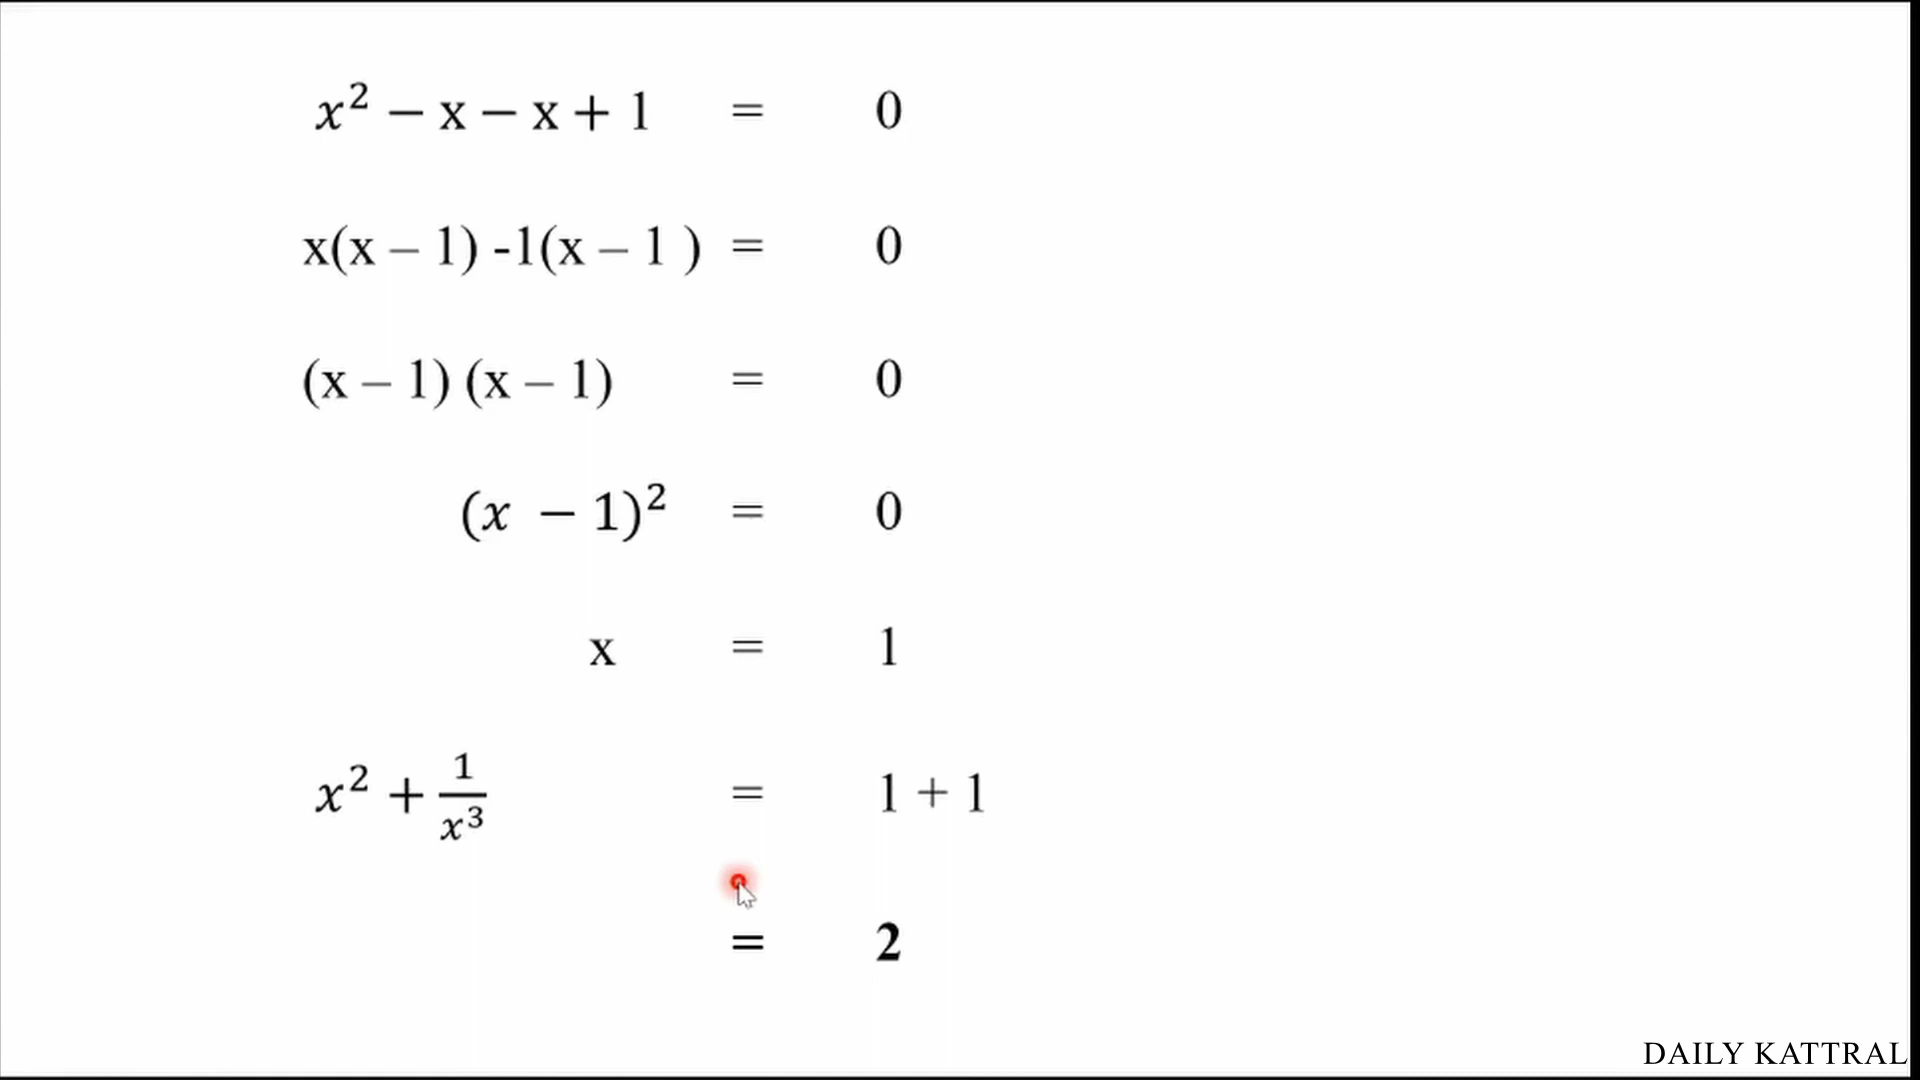 x² − x − x + 1 = 0
x(x – 1) -1(x – 1 ) = 0
(x – 1) (x – 1) = 0
(x − 1)² = 0
x = 1
x² + 1/x³ = 1 + 1
= 2
DAILY KATTRAL